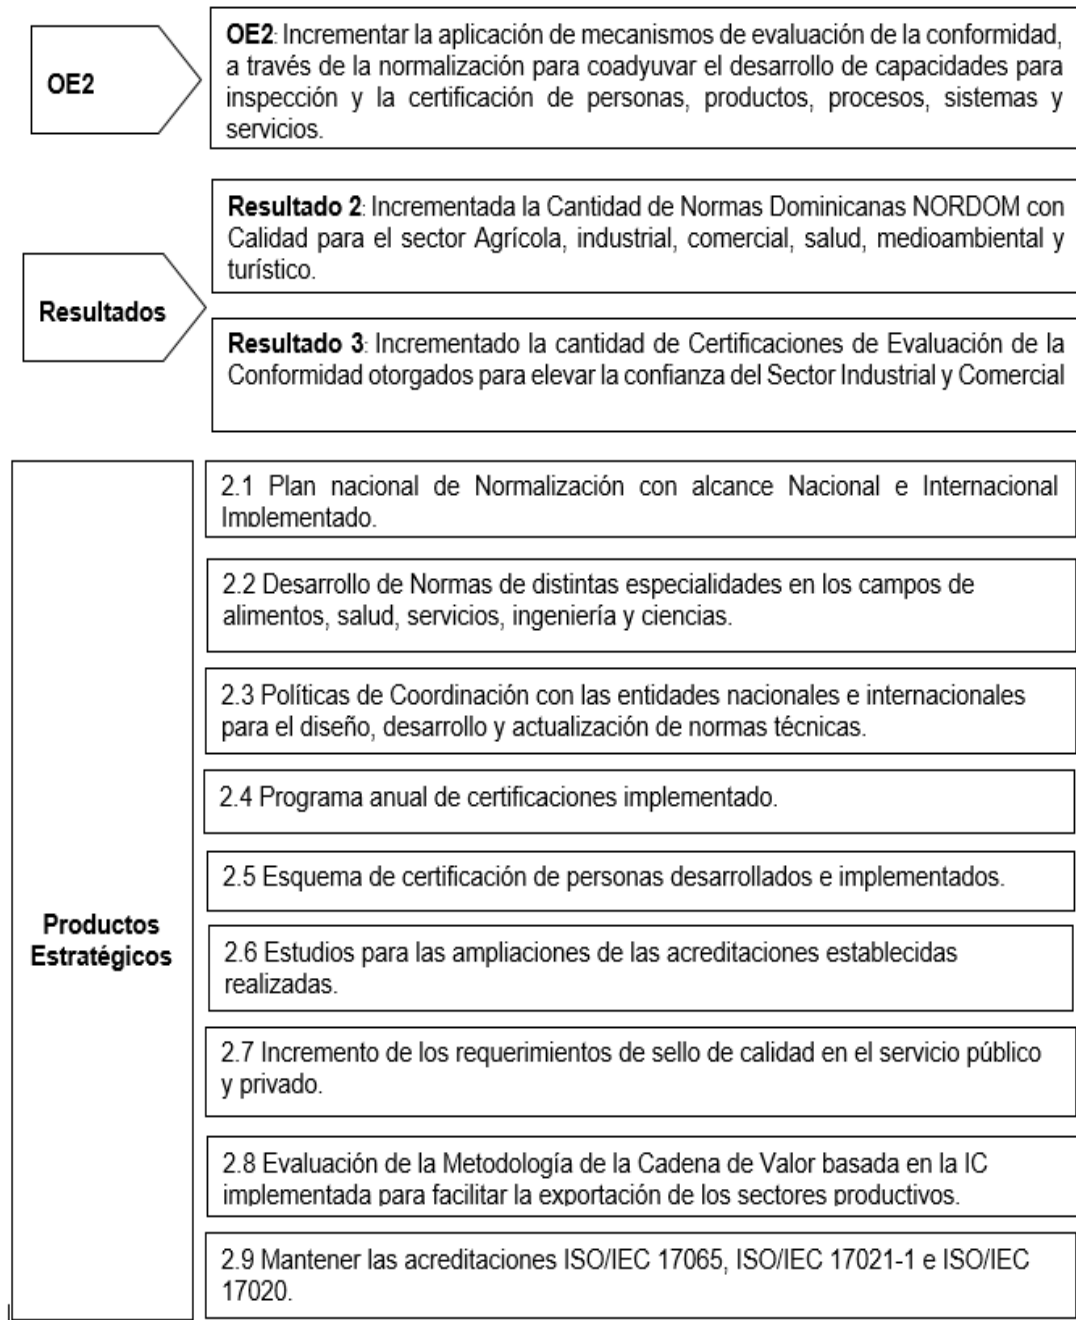 OE2
OE2: Incrementar la aplicación de mecanismos de evaluación de la conformidad,
a través de la normalización para coadyuvar el desarrollo de capacidades para
inspección y la certificación de personas, productos, procesos, sistemas y
servicios.
Resultados
Resultado 2: Incrementada la Cantidad de Normas Dominicanas NORDOM con
Calidad para el sector Agrícola, industrial, comercial, salud, medioambiental y
turístico.
Resultado 3: Incrementado la cantidad de Certificaciones de Evaluación de la
Conformidad otorgados para elevar la confianza del Sector Industrial y Comercial
Productos
Estratégicos
2.1 Plan nacional de Normalización con alcance Nacional e Internacional
Implementado.
2.2 Desarrollo de Normas de distintas especialidades en los campos de
alimentos, salud, servicios, ingeniería y ciencias.
2.3 Políticas de Coordinación con las entidades nacionales e internacionales
para el diseño, desarrollo y actualización de normas técnicas.
2.4 Programa anual de certificaciones implementado.
2.5 Esquema de certificación de personas desarrollados e implementados.
2.6 Estudios para las ampliaciones de las acreditaciones establecidas
realizadas.
2.7 Incremento de los requerimientos de sello de calidad en el servicio público
y privado.
2.8 Evaluación de la Metodología de la Cadena de Valor basada en la IC
implementada para facilitar la exportación de los sectores productivos.
2.9 Mantener las acreditaciones ISO/IEC 17065, ISO/IEC 17021-1 e ISO/IEC
17020.